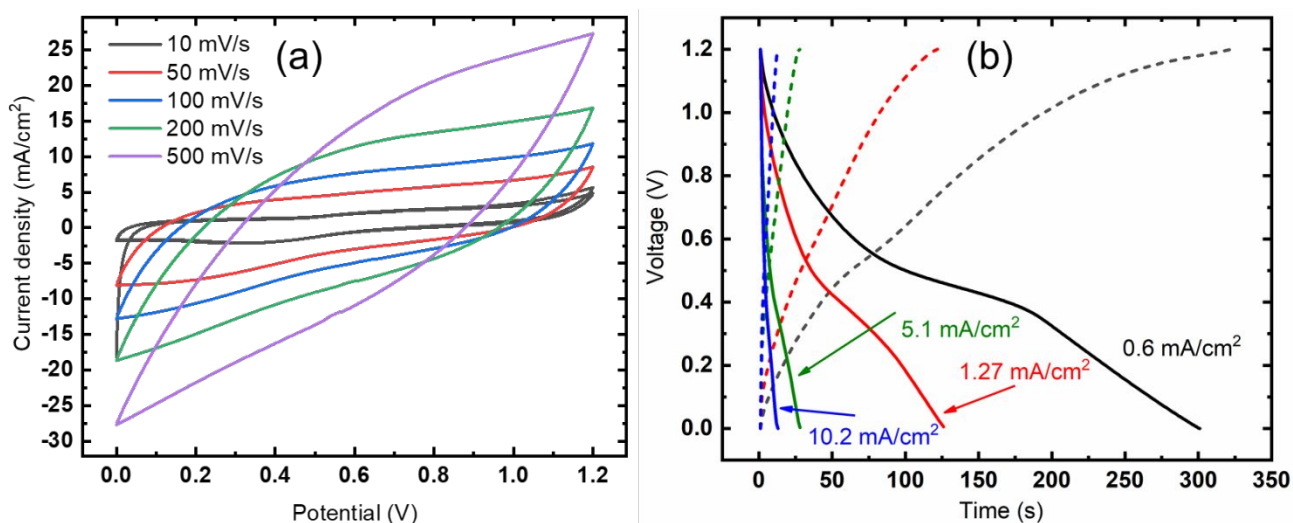 (a)
10 mV/s
50 mV/s
100 mV/s
200 mV/s
500 mV/s
25
20
15
10
5
0
-5
-10
-15
-20
-25
-30
Current density (mA/cm²)
0.0 0.2 0.4 0.6 0.8 1.0 1.2
Potential (V)
(b)
1.2
1.0
0.8
0.6
0.4
0.2
0.0
Voltage (V)
5.1 mA/cm²
0.6 mA/cm²
1.27 mA/cm²
10.2 mA/cm²
0 50 100 150 200 250 300 350
Time (s)